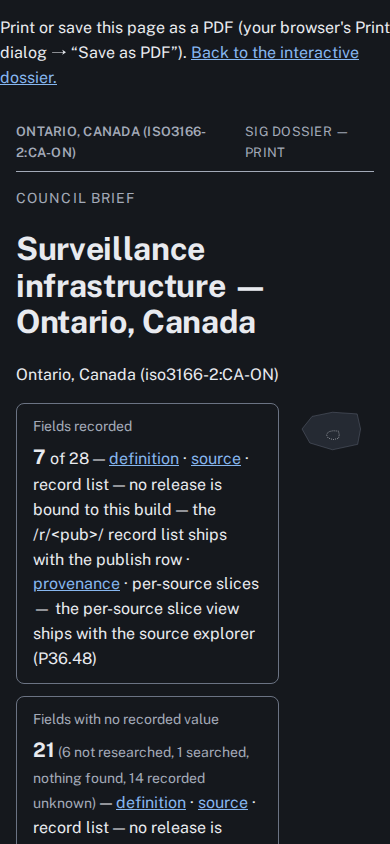 Print or save this page as a PDF (your browser's Print
dialog → “Save as PDF”). Back to the interactive
dossier.
ONTARIO, CANADA (ISO3166-
2:CA-ON)
SIG DOSSIER —
PRINT
COUNCIL BRIEF
Surveillance
infrastructure —
Ontario, Canada
Ontario, Canada (iso3166-2:CA-ON)
Fields recorded
7 of 28 — definition · source ·
record list — no release is
bound to this build — the
/r/<pub>/ record list ships
with the publish row ·
provenance · per-source slices
— the per-source slice view
ships with the source explorer
(P36.48)
Fields with no recorded value
21 (6 not researched, 1 searched,
nothing found, 14 recorded
unknown) — definition · source ·
record list — no release is